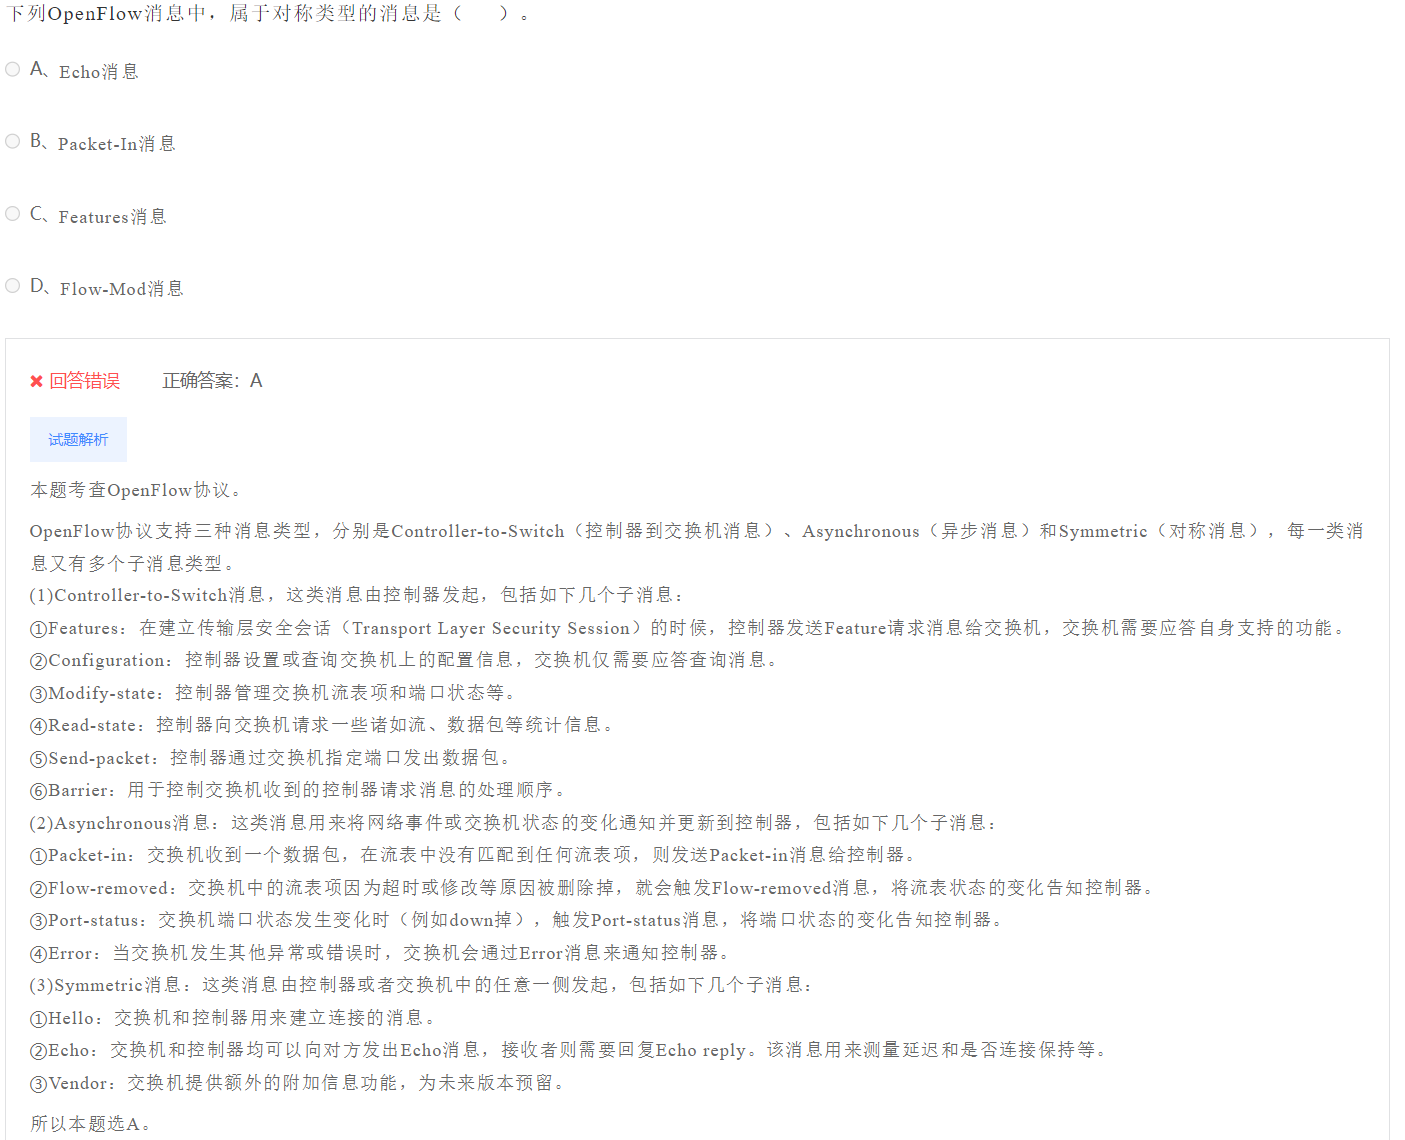 下列OpenFlow消息中，属于对称类型的消息是（　　）。
A、Echo消息
B、Packet-In消息
C、Features消息
D、Flow-Mod消息
✖ 回答错误　　正确答案：A
试题解析
本题考查OpenFlow协议。
OpenFlow协议支持三种消息类型，分别是Controller-to-Switch（控制器到交换机消息）、Asynchronous（异步消息）和Symmetric（对称消息），每一类消
息又有多个子消息类型。
(1)Controller-to-Switch消息，这类消息由控制器发起，包括如下几个子消息：
①Features：在建立传输层安全会话（Transport Layer Security Session）的时候，控制器发送Feature请求消息给交换机，交换机需要应答自身支持的功能。
②Configuration：控制器设置或查询交换机上的配置信息，交换机仅需要应答查询消息。
③Modify-state：控制器管理交换机流表项和端口状态等。
④Read-state：控制器向交换机请求一些诸如流、数据包等统计信息。
⑤Send-packet：控制器通过交换机指定端口发出数据包。
⑥Barrier：用于控制交换机收到的控制器请求消息的处理顺序。
(2)Asynchronous消息：这类消息用来将网络事件或交换机状态的变化通知并更新到控制器，包括如下几个子消息：
①Packet-in：交换机收到一个数据包，在流表中没有匹配到任何流表项，则发送Packet-in消息给控制器。
②Flow-removed：交换机中的流表项因为超时或修改等原因被删除掉，就会触发Flow-removed消息，将流表状态的变化告知控制器。
③Port-status：交换机端口状态发生变化时（例如down掉），触发Port-status消息，将端口状态的变化告知控制器。
④Error：当交换机发生其他异常或错误时，交换机会通过Error消息来通知控制器。
(3)Symmetric消息：这类消息由控制器或者交换机中的任意一侧发起，包括如下几个子消息：
①Hello：交换机和控制器用来建立连接的消息。
②Echo：交换机和控制器均可以向对方发出Echo消息，接收者则需要回复Echo reply。该消息用来测量延迟和是否连接保持等。
③Vendor：交换机提供额外的附加信息功能，为未来版本预留。
所以本题选A。